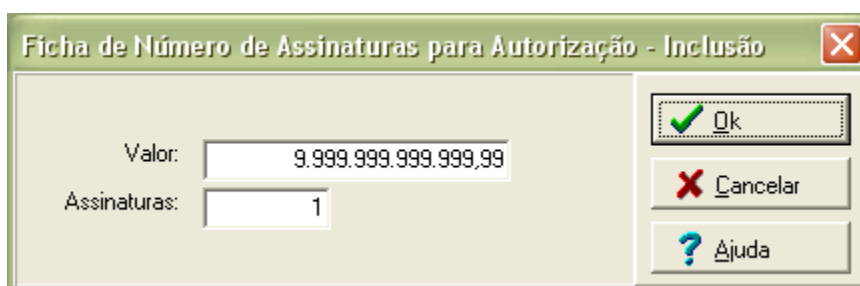 Ficha de Número de Assinaturas para Autorização - Inclusão
Valor: 9.999.999.999.999,99
Assinaturas: 1
Ok
Cancelar
Ajuda